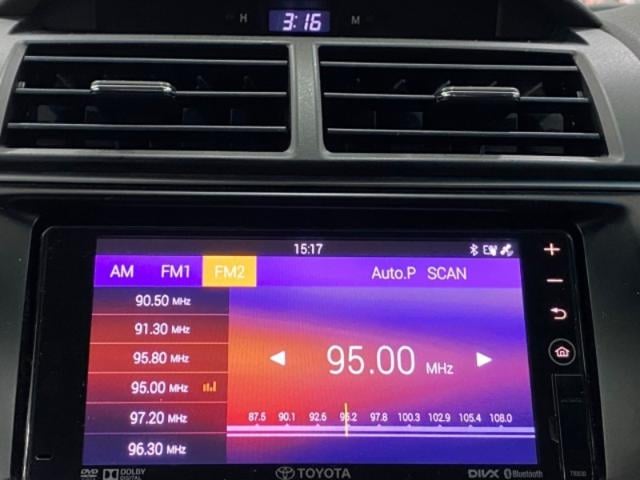 H 3:16 M
15:17
AM FM1 FM2 Auto.P SCAN
90.50 MHz
91.30 MHz
95.80 MHz
95.00 MHz
97.20 MHz
96.30 MHz
95.00 MHz
87.5 90.1 92.6 95.2 97.8 100.3 102.9 105.4 108.0
DVD DOLBY DIGITAL TOYOTA DIVX Bluetooth